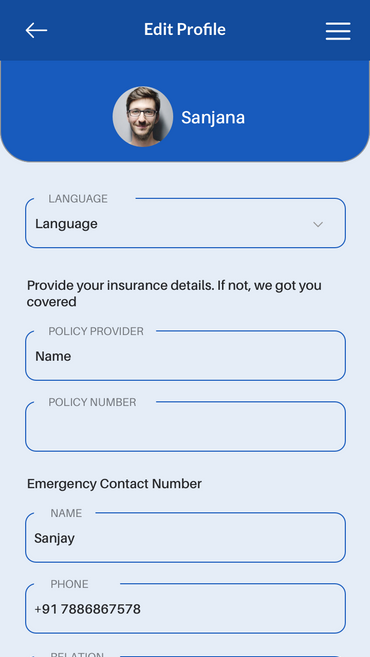 Edit Profile
Sanjana
LANGUAGE
Language
Provide your insurance details. If not, we got you
covered
POLICY PROVIDER
Name
POLICY NUMBER
Emergency Contact Number
NAME
Sanjay
PHONE
+91 7886867578
RELATION